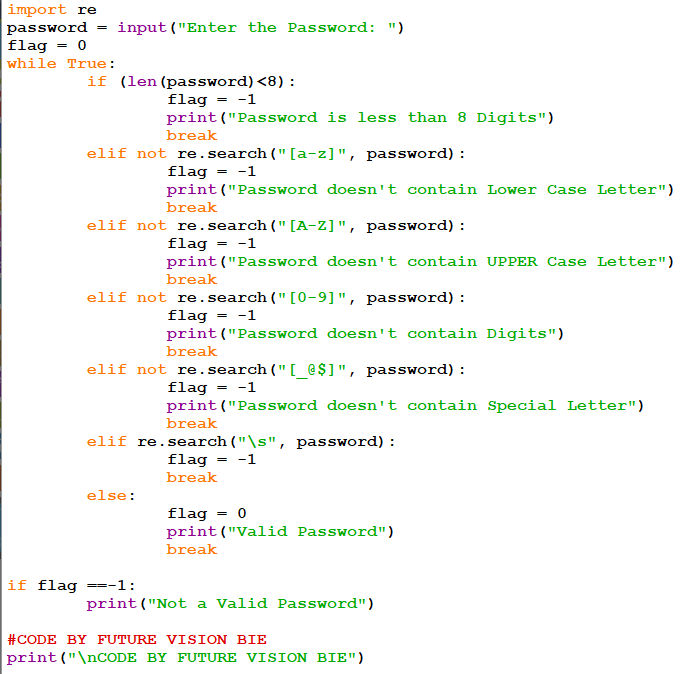 import re
password = input("Enter the Password: ")
flag = 0
while True:
        if (len(password)<8):
                flag = -1
                print("Password is less than 8 Digits")
                break
        elif not re.search("[a-z]", password):
                flag = -1
                print("Password doesn't contain Lower Case Letter")
                break
        elif not re.search("[A-Z]", password):
                flag = -1
                print("Password doesn't contain UPPER Case Letter")
                break
        elif not re.search("[0-9]", password):
                flag = -1
                print("Password doesn't contain Digits")
                break
        elif not re.search("[_@$]", password):
                flag = -1
                print("Password doesn't contain Special Letter")
                break
        elif re.search("\s", password):
                flag = -1
                break
        else:
                flag = 0
                print("Valid Password")
                break

if flag ==-1:
        print("Not a Valid Password")

#CODE BY FUTURE VISION BIE
print("\nCODE BY FUTURE VISION BIE")